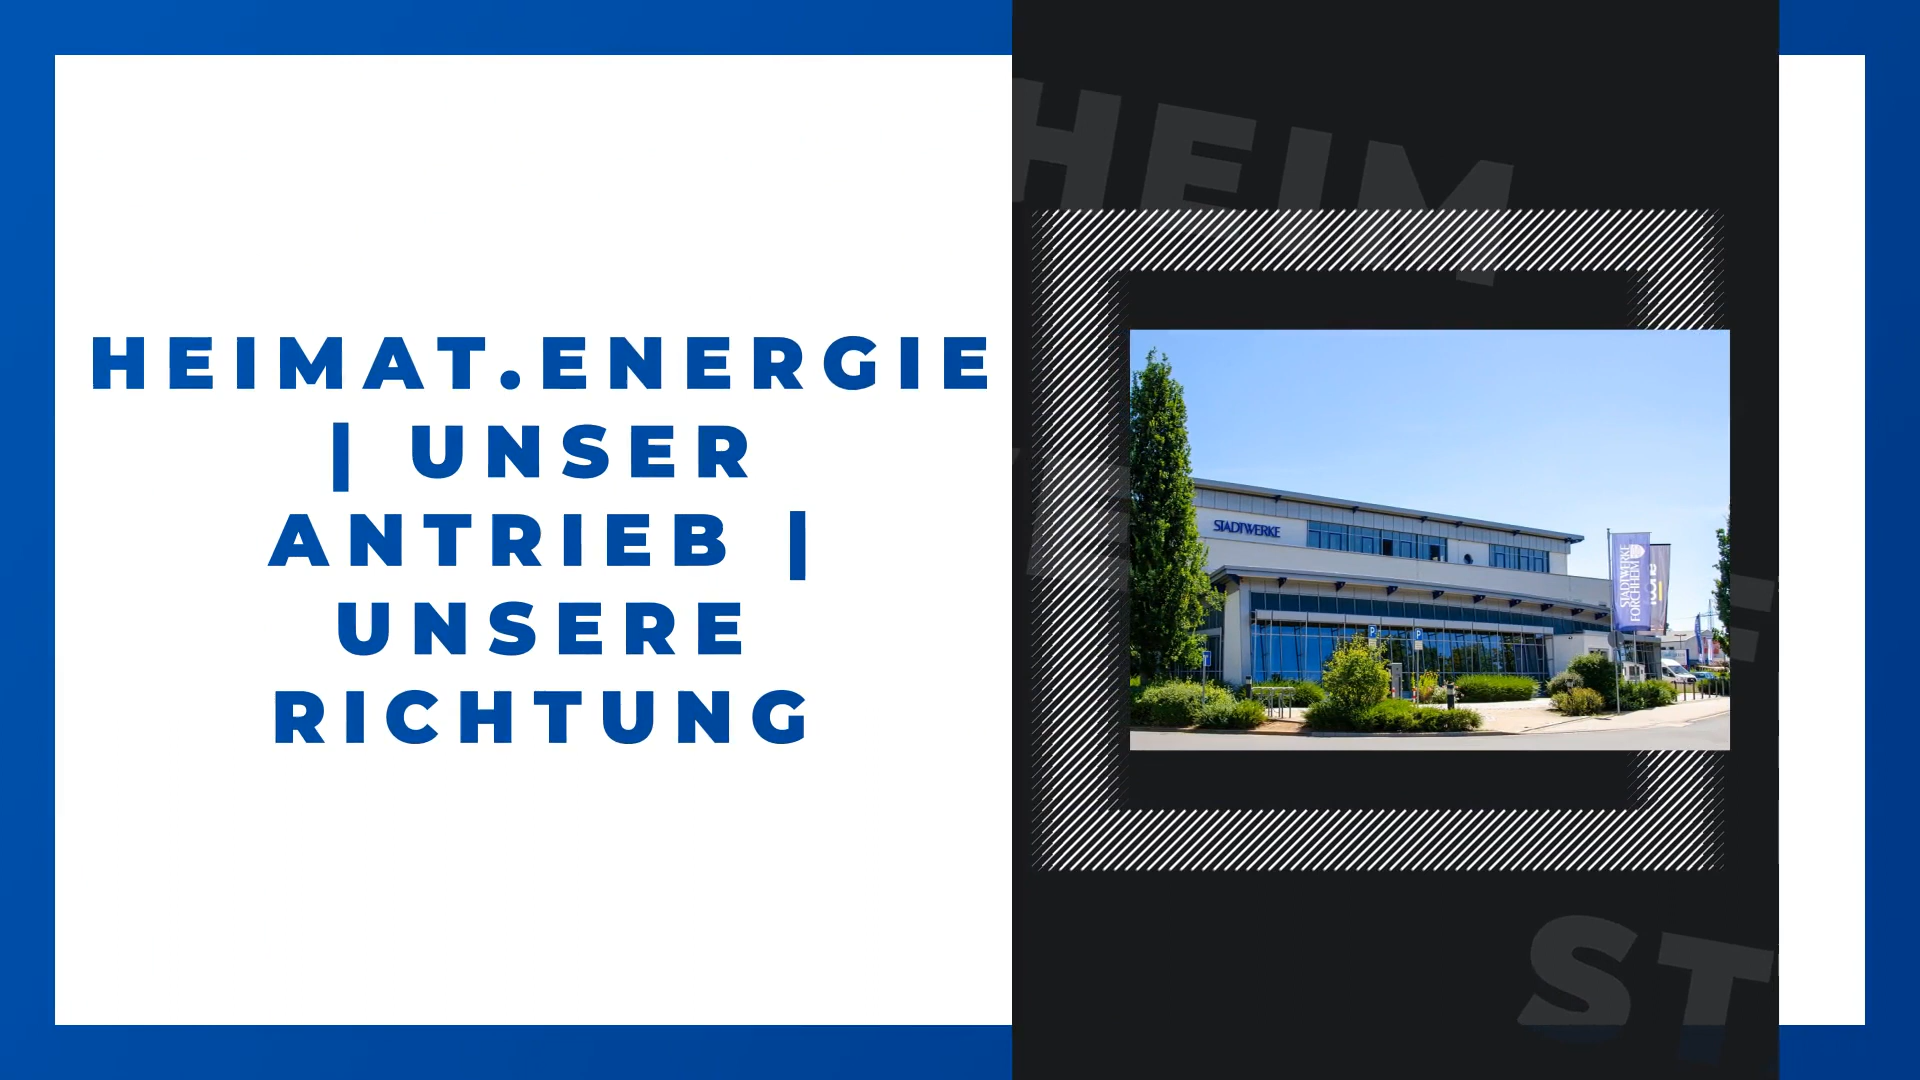 HEIMAT.ENERGIE
| UNSER
ANTRIEB |
UNSERE
RICHTUNG
HEIM
STADTWERKE
STADTWERKE
FORCHHEIM
ST